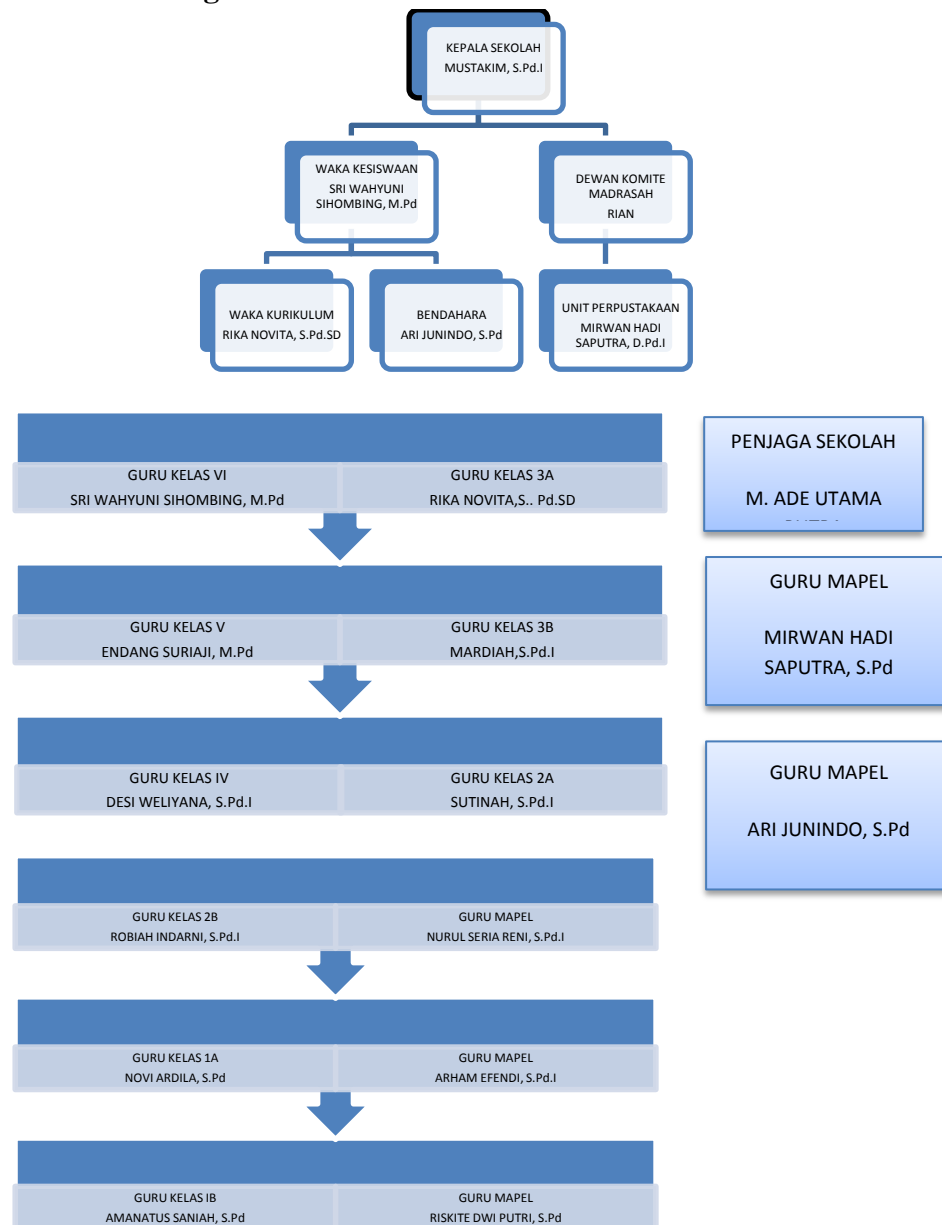 KEPALA SEKOLAH
MUSTAKIM, S.Pd.I
WAKA KESISWAAN
SRI WAHYUNI
SIHOMBING, M.Pd
DEWAN KOMITE
MADRASAH
RIAN
WAKA KURIKULUM
RIKA NOVITA, S.Pd.SD
BENDAHARA
ARI JUNINDO, S.Pd
UNIT PERPUSTAKAAN
MIRWAN HADI
SAPUTRA, D.Pd.I
GURU KELAS VI
SRI WAHYUNI SIHOMBING, M.Pd
GURU KELAS 3A
RIKA NOVITA,S.. Pd.SD
PENJAGA SEKOLAH
M. ADE UTAMA
GURU KELAS V
ENDANG SURIAJI, M.Pd
GURU KELAS 3B
MARDIAH,S.Pd.I
GURU MAPEL
MIRWAN HADI
SAPUTRA, S.Pd
GURU KELAS IV
DESI WELIYANA, S.Pd.I
GURU KELAS 2A
SUTINAH, S.Pd.I
GURU MAPEL
ARI JUNINDO, S.Pd
GURU KELAS 2B
ROBIAH INDARNI, S.Pd.I
GURU MAPEL
NURUL SERIA RENI, S.Pd.I
GURU KELAS 1A
NOVI ARDILA, S.Pd
GURU MAPEL
ARHAM EFENDI, S.Pd.I
GURU KELAS IB
AMANATUS SANIAH, S.Pd
GURU MAPEL
RISKITE DWI PUTRI, S.Pd